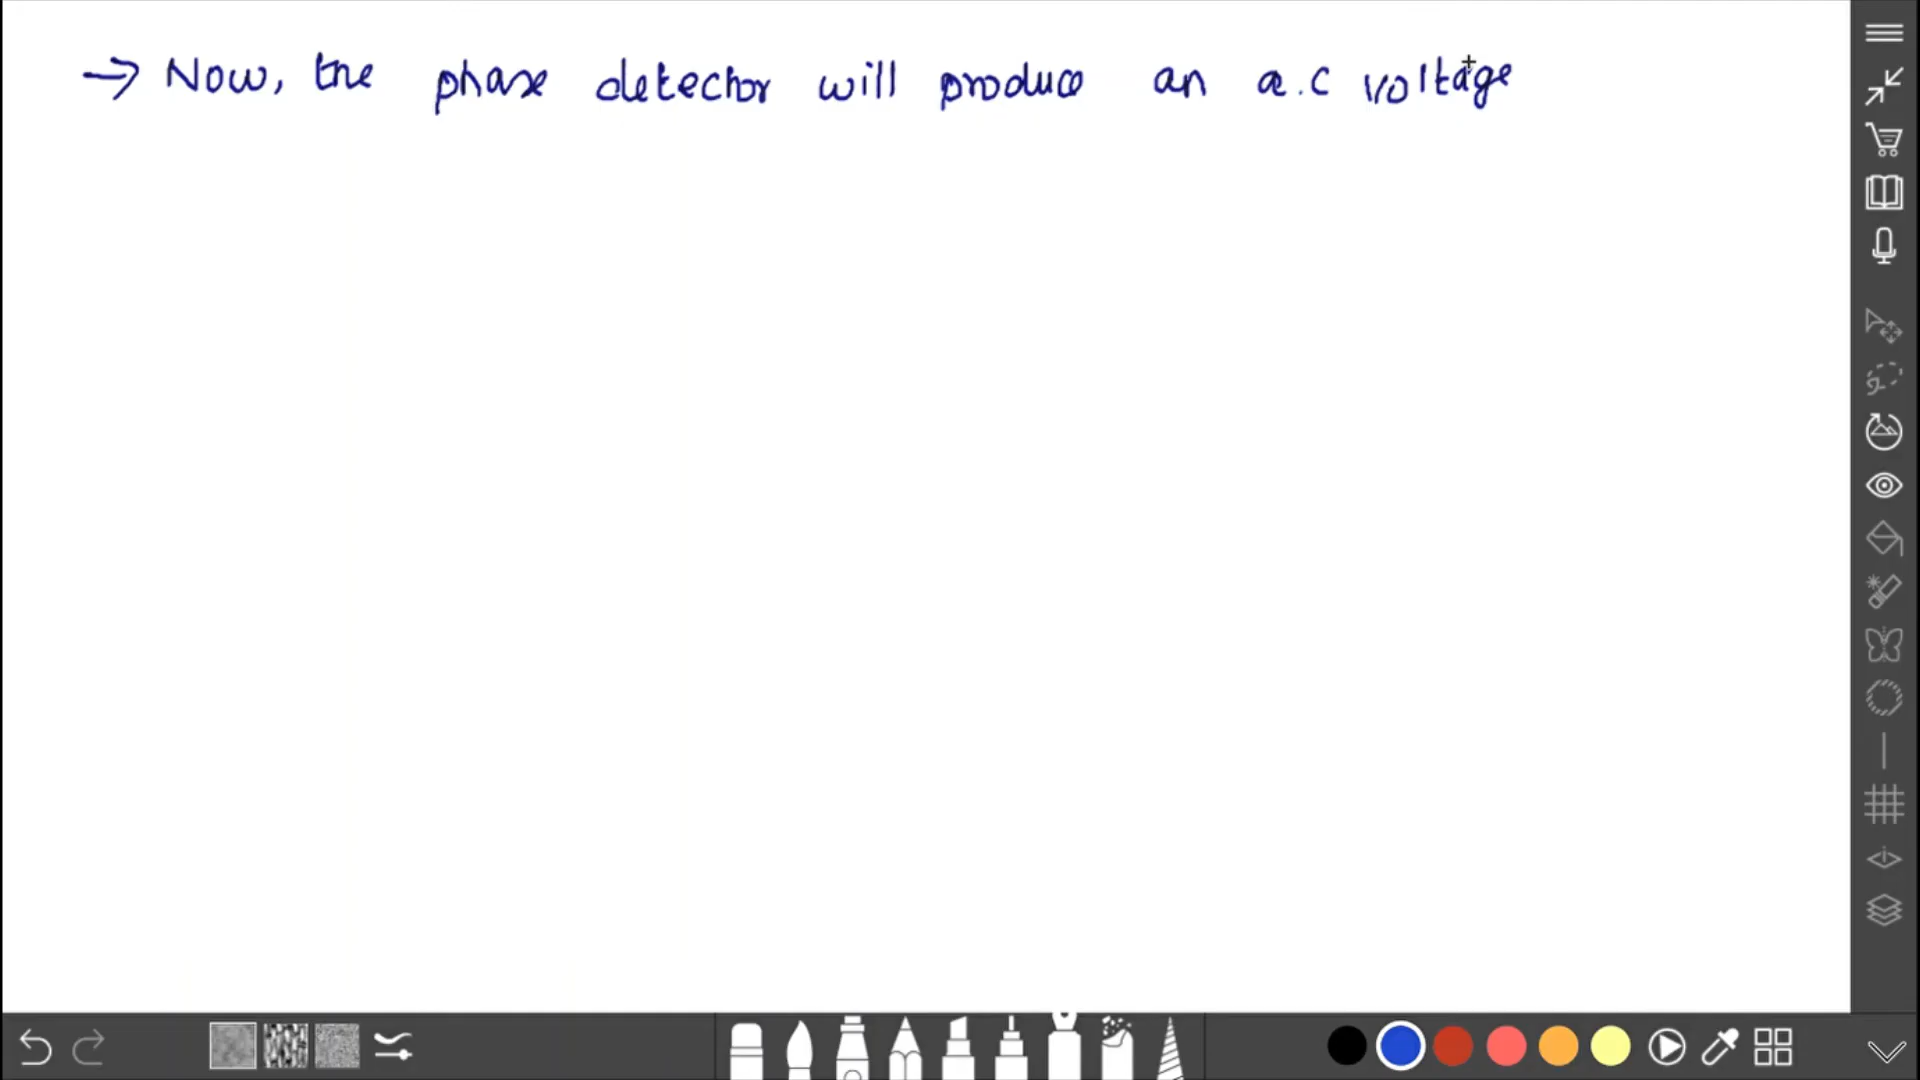 → Now, the phase detector will produce an a.c voltage